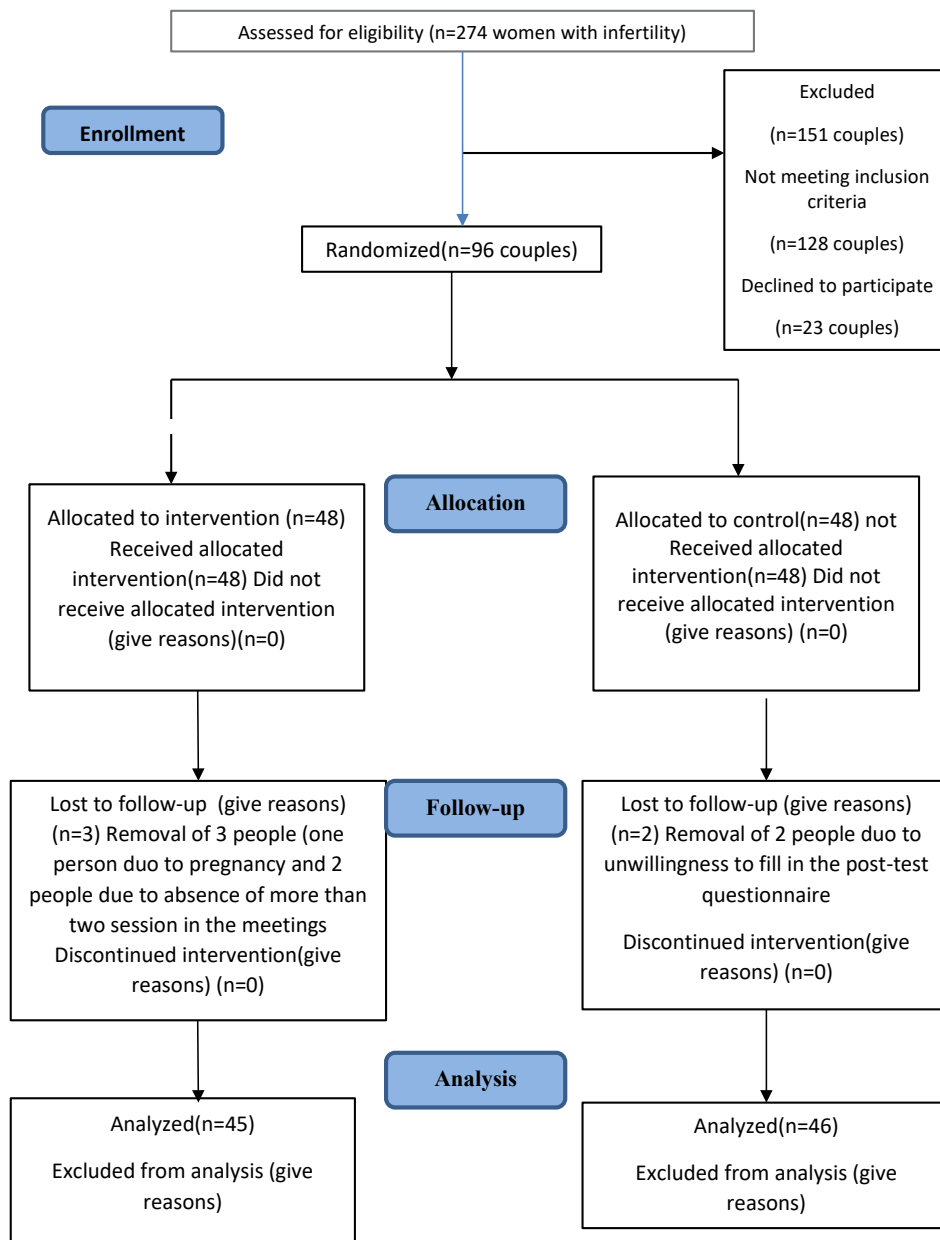 Assessed for eligibility (n=274 women with infertility)
Enrollment
Excluded
(n=151 couples)
Not meeting inclusion
criteria
(n=128 couples)
Declined to participate
(n=23 couples)
Randomized(n=96 couples)
Allocation
Allocated to intervention (n=48)
Received allocated
intervention(n=48) Did not
receive allocated intervention
(give reasons)(n=0)
Allocated to control(n=48) not
Received allocated
intervention(n=48) Did not
receive allocated intervention
(give reasons) (n=0)
Follow-up
Lost to follow-up (give reasons)
(n=3) Removal of 3 people (one
person duo to pregnancy and 2
people due to absence of more than
two session in the meetings
Discontinued intervention(give
reasons) (n=0)
Lost to follow-up (give reasons)
(n=2) Removal of 2 people duo to
unwillingness to fill in the post-test
questionnaire
Discontinued intervention(give
reasons) (n=0)
Analysis
Analyzed(n=45)
Excluded from analysis (give
reasons)
Analyzed(n=46)
Excluded from analysis (give
reasons)